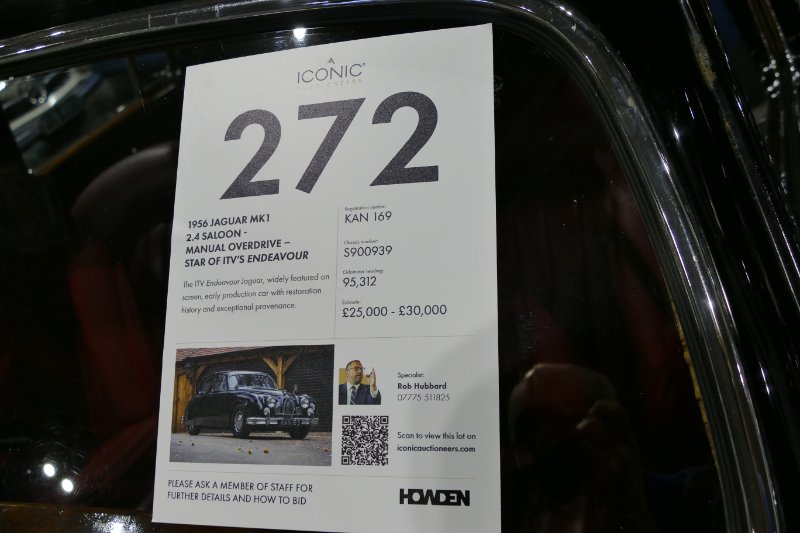 ICONIC
AUCTIONEERS
272
1956 JAGUAR MK1
2.4 SALOON -
MANUAL OVERDRIVE –
STAR OF ITV'S ENDEAVOUR
The ITV Endeavour Jaguar, widely featured on
screen, early production car with restoration
history and exceptional provenance.
Registration number:
KAN 169
Chassis number:
S900939
Odometer reading:
95,312
Estimate:
£25,000 - £30,000
Specialist:
Rob Hubbard
07775 511825
Scan to view this lot on
iconicauctioneers.com
PLEASE ASK A MEMBER OF STAFF FOR
FURTHER DETAILS AND HOW TO BID
HOWDEN